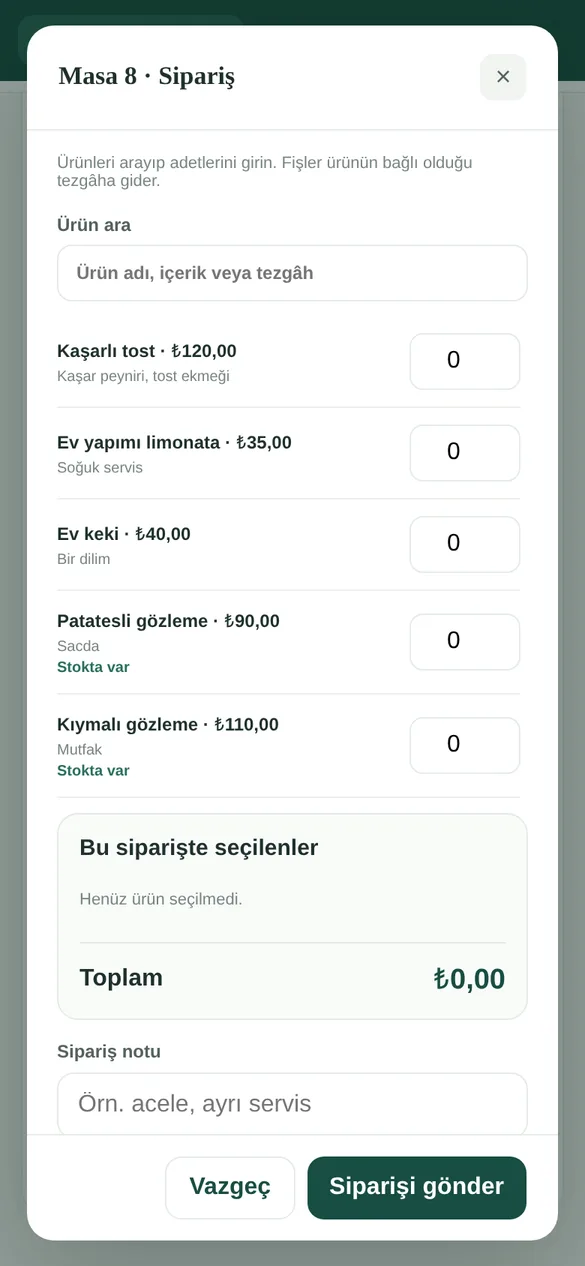 Masa 8 · Sipariş
×
Ürünleri arayıp adetlerini girin. Fişler ürünün bağlı olduğu
tezgâha gider.
Ürün ara
Ürün adı, içerik veya tezgâh
Kaşarlı tost · ₺120,00
Kaşar peyniri, tost ekmeği
0
Ev yapımı limonata · ₺35,00
Soğuk servis
0
Ev keki · ₺40,00
Bir dilim
0
Patatesli gözleme · ₺90,00
Sacda
Stokta var
0
Kıymalı gözleme · ₺110,00
Mutfak
Stokta var
0
Bu siparişte seçilenler
Henüz ürün seçilmedi.
Toplam ₺0,00
Sipariş notu
Örn. acele, ayrı servis
Vazgeç
Siparişi gönder